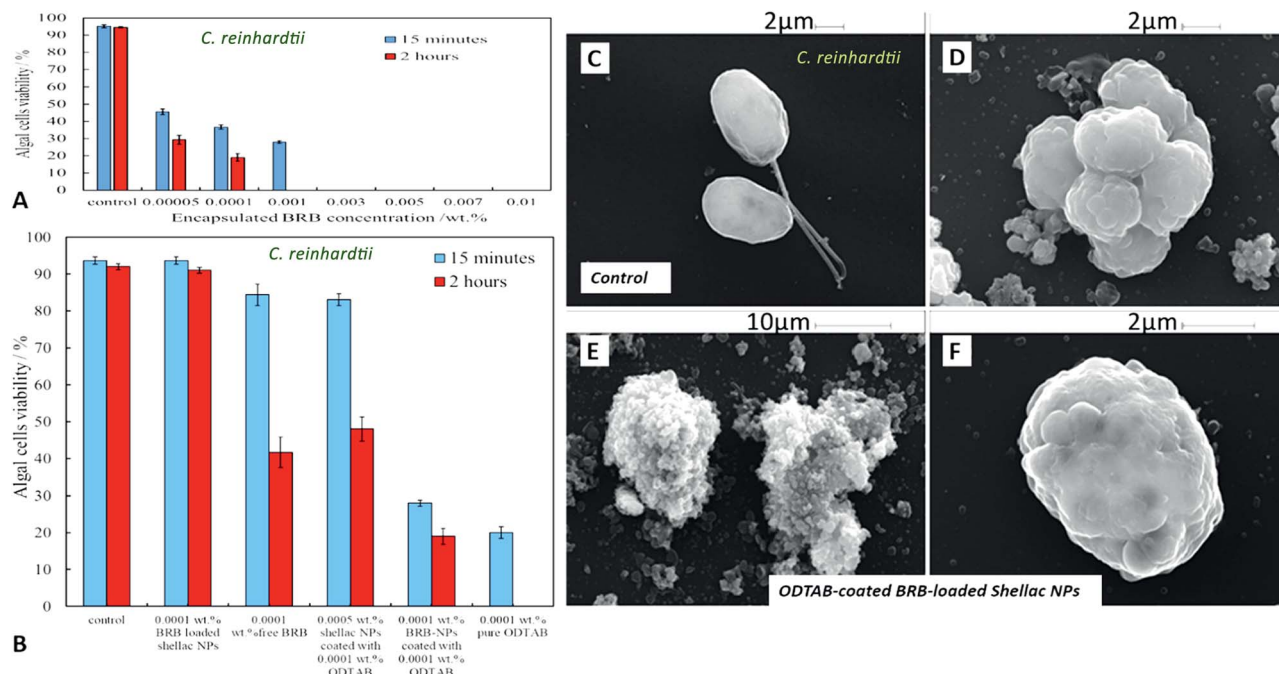 100
90
80
70
60
50
40
30
20
10
0
Algal cells viability / %
C. reinhardtii
15 minutes
2 hours
control 0.00005 0.0001 0.001 0.003 0.005 0.007 0.01
Encapsulated BRB concentration /wt.%
A
100
90
80
70
60
50
40
30
20
10
0
Algal cells viability / %
C. reinhardtii
15 minutes
2 hours
control
0.0001 wt.%
BRB loaded
shellac NPs
0.0001
wt.%free BRB
0.0005 wt.%
shellac NPs
coated with
0.0001 wt.%
ODTAB
0.0001 wt.%
BRB-NPs
coated with
0.0001 wt.%
ODTAB
0.0001 wt.%
pure ODTAB
B
2µm
C
C. reinhardtii
Control
2µm
D
10µm
E
2µm
F
ODTAB-coated BRB-loaded Shellac NPs